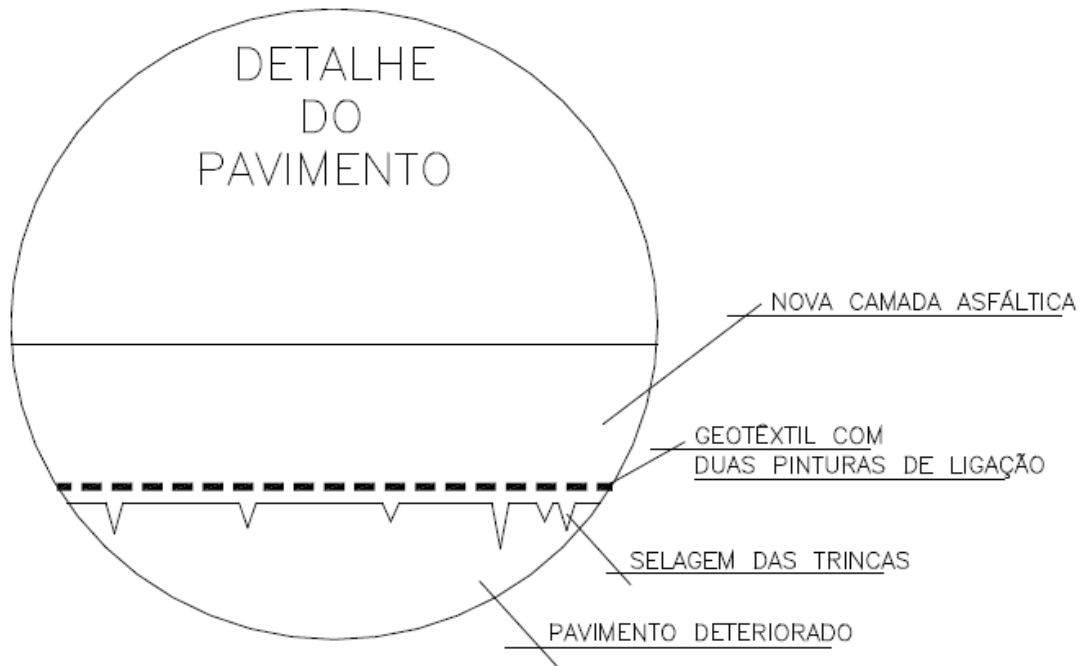 DETALHE
DO
PAVIMENTO
NOVA CAMADA ASFÁLTICA
GEOTÊXTIL COM
DUAS PINTURAS DE LIGAÇÃO
SELAGEM DAS TRINCAS
PAVIMENTO DETERIORADO